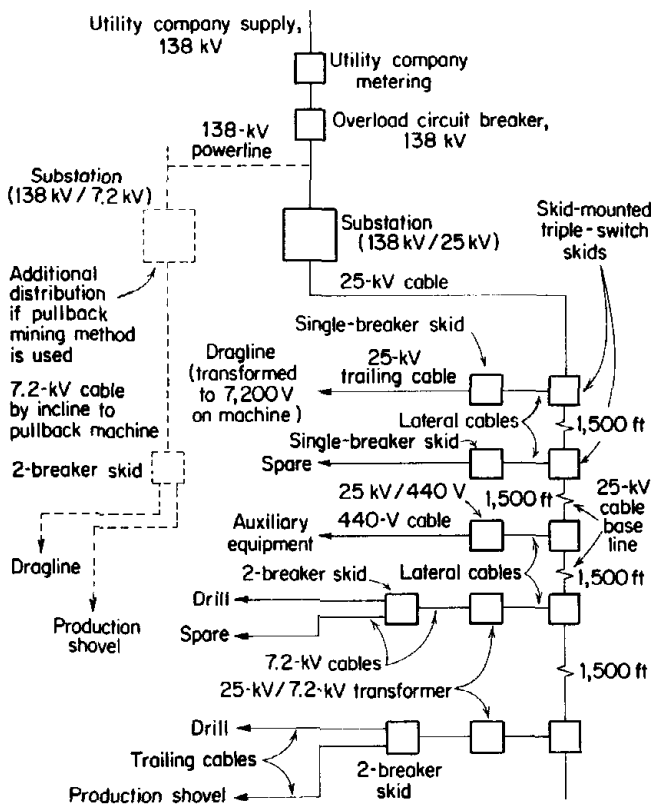 Utility company supply,
138 kV
Utility company
metering
Overload circuit breaker,
138 kV
138-kV
powerline
Substation
(138 kV / 7.2 kV)
Substation
(138 kV/25 kV)
Skid-mounted
triple-switch
skids
Additional
distribution
if pullback
mining method
is used
25-kV cable
Single-breaker skid
Dragline
(transformed
to 7,200 V
on machine)
25-kV
trailing cable
7.2-kV cable
by incline to
pullback machine
Lateral cables
1,500 ft
Single-breaker skid
2-breaker skid
Spare
25 kV/440 V
1,500 ft
25-kV
cable
base
line
Auxiliary
equipment
440-V cable
Dragline
2-breaker skid
Lateral cables
1,500 ft
Drill
Production
shovel
Spare
7.2-kV cables
25-kV/7.2-kV transformer
1,500 ft
Drill
Trailing cables
2-breaker
skid
Production shovel